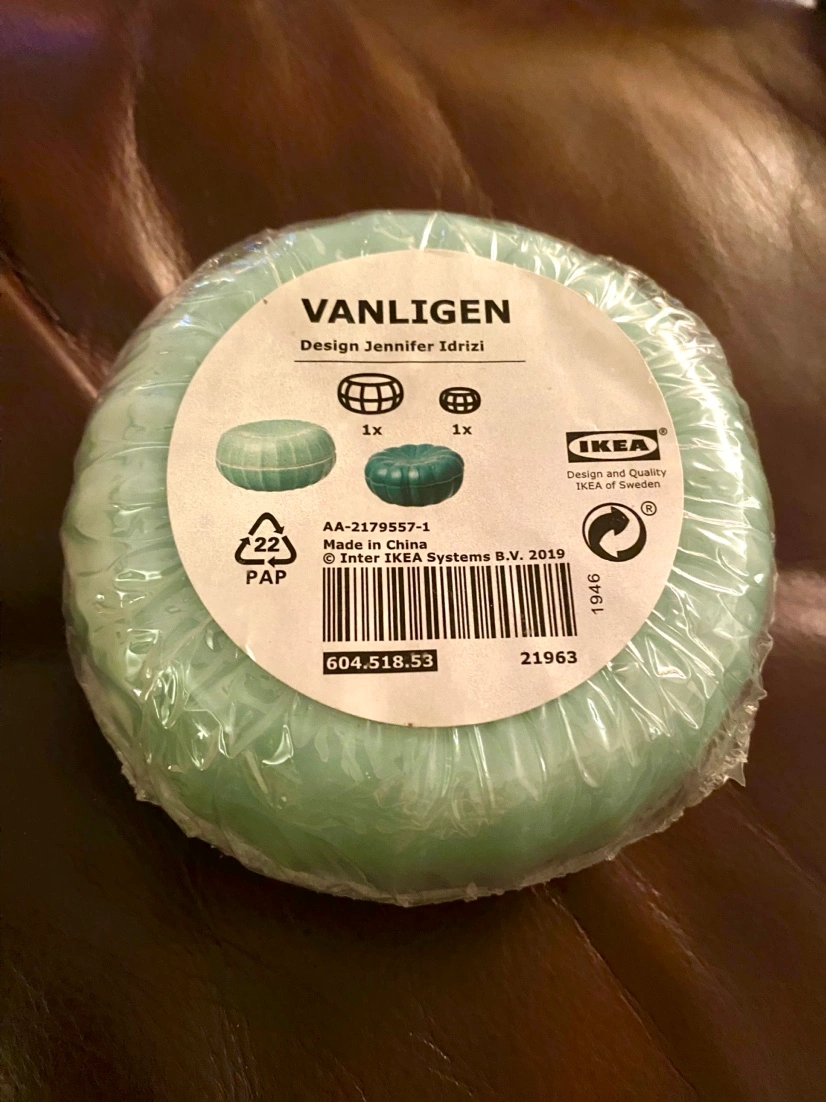 VANLIGEN
Design Jennifer Idrizi
1x 1x
IKEA®
Design and Quality
IKEA of Sweden
®
22
PAP
AA-2179557-1
Made in China
© Inter IKEA Systems B.V. 2019
1946
604.518.53 21963